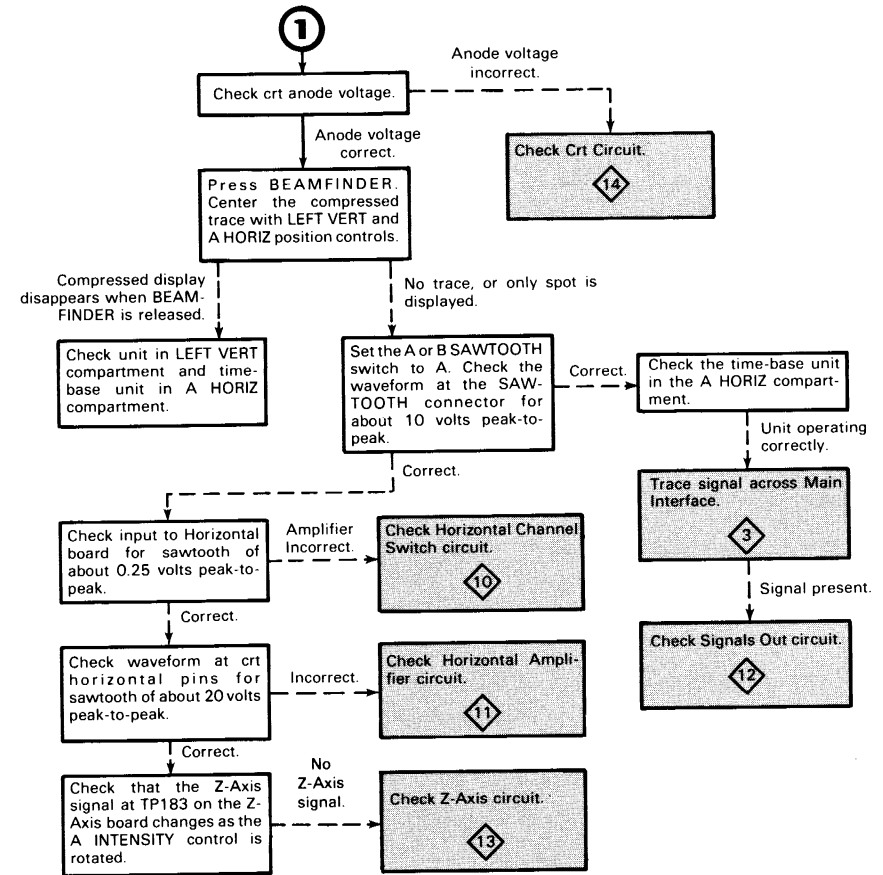 1
Check crt anode voltage.
Anode voltage
incorrect.
Anode voltage
correct.
Check Crt Circuit.
14
Press BEAMFINDER.
Center the compressed
trace with LEFT VERT and
A HORIZ position controls.
Compressed display
disappears when BEAM-
FINDER is released.
No trace, or only spot is
displayed.
Check unit in LEFT VERT
compartment and time-
base unit in A HORIZ
compartment.
Set the A or B SAWTOOTH
switch to A. Check the
waveform at the SAW-
TOOTH connector for
about 10 volts peak-to-
peak.
Correct.
Check the time-base unit
in the A HORIZ compart-
ment.
Unit operating
correctly.
Trace signal across Main
Interface.
3
Signal present.
Check Signals Out circuit.
12
Correct.
Check input to Horizontal
board for sawtooth of
about 0.25 volts peak-to-
peak.
Amplifier
Incorrect.
Check Horizontal Channel
Switch circuit.
10
Correct.
Check waveform at crt
horizontal pins for
sawtooth of about 20 volts
peak-to-peak.
Incorrect.
Check Horizontal Ampli-
fier circuit.
11
Correct.
Check that the Z-Axis
signal at TP183 on the Z-
Axis board changes as the
A INTENSITY control is
rotated.
No
Z-Axis
signal.
Check Z-Axis circuit.
13